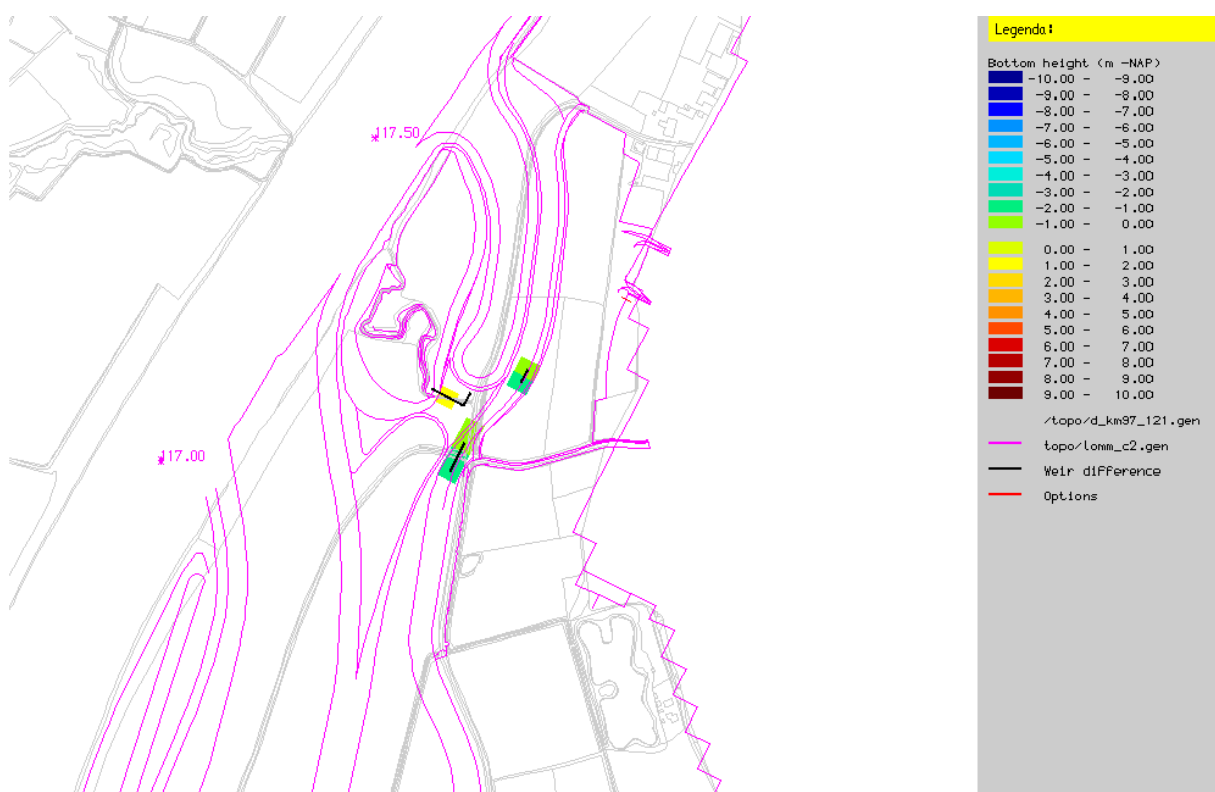 117.50
117.00
Legenda:
Bottom height (m -NAP)
-10.00 - -9.00
-9.00 - -8.00
-8.00 - -7.00
-7.00 - -6.00
-6.00 - -5.00
-5.00 - -4.00
-4.00 - -3.00
-3.00 - -2.00
-2.00 - -1.00
-1.00 - 0.00
0.00 - 1.00
1.00 - 2.00
2.00 - 3.00
3.00 - 4.00
4.00 - 5.00
5.00 - 6.00
6.00 - 7.00
7.00 - 8.00
8.00 - 9.00
9.00 - 10.00
/topo/d_km97_121.gen
topo/lomm_c2.gen
Weir difference
Options